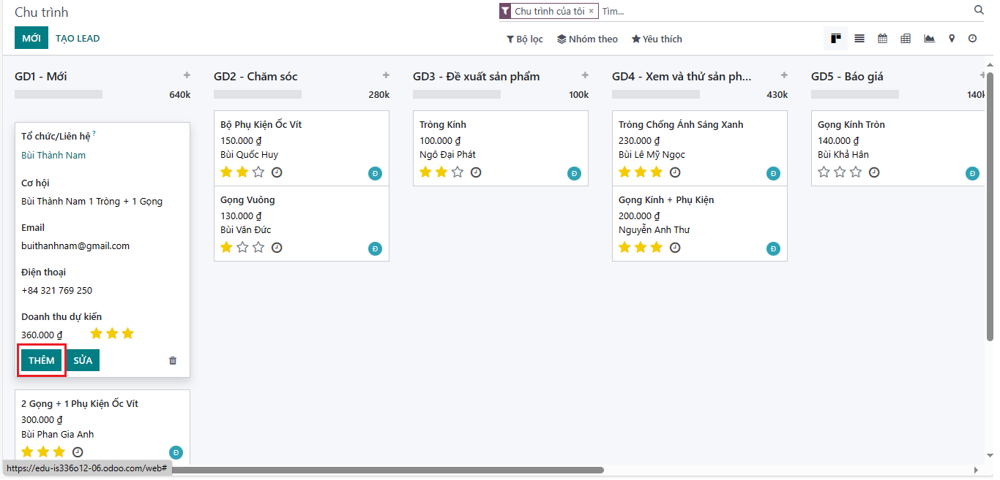 Chu trình
Chu trình của tôi ×
Tìm...
MỚI
TẠO LEAD
Bộ lọc
Nhóm theo
Yêu thích
GD1 - Mới
640k
Tổ chức/Liên hệ ?
Bùi Thành Nam
Cơ hội
Bùi Thành Nam 1 Tròng + 1 Gọng
Email
buithanhnam@gmail.com
Điện thoại
+84 321 769 250
Doanh thu dự kiến
360.000 ₫
THÊM
SỬA
2 Gọng + 1 Phụ Kiện Ốc Vít
300.000 ₫
Bùi Phan Gia Anh
Đ
GD2 - Chăm sóc
280k
Bộ Phụ Kiện Ốc Vít
150.000 ₫
Bùi Quốc Huy
Đ
Gọng Vuông
130.000 ₫
Bùi Văn Đức
Đ
GD3 - Đề xuất sản phẩm
100k
Tròng Kính
100.000 ₫
Ngô Đại Phát
Đ
GD4 - Xem và thử sản ph...
430k
Tròng Chống Ánh Sáng Xanh
230.000 ₫
Bùi Lê Mỹ Ngọc
Đ
Gọng Kính + Phụ Kiện
200.000 ₫
Nguyễn Anh Thư
Đ
GD5 - Báo giá
140k
Gọng Kính Tròn
140.000 ₫
Bùi Khả Hân
Đ
https://edu-is336o12-06.odoo.com/web#